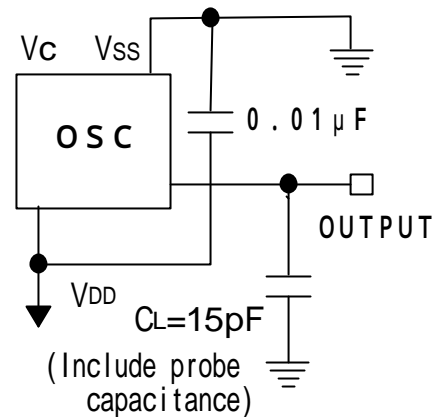 Vc Vss
OSC
0.01μF
OUTPUT
VDD
CL=15pF
(Include probe
capacitance)